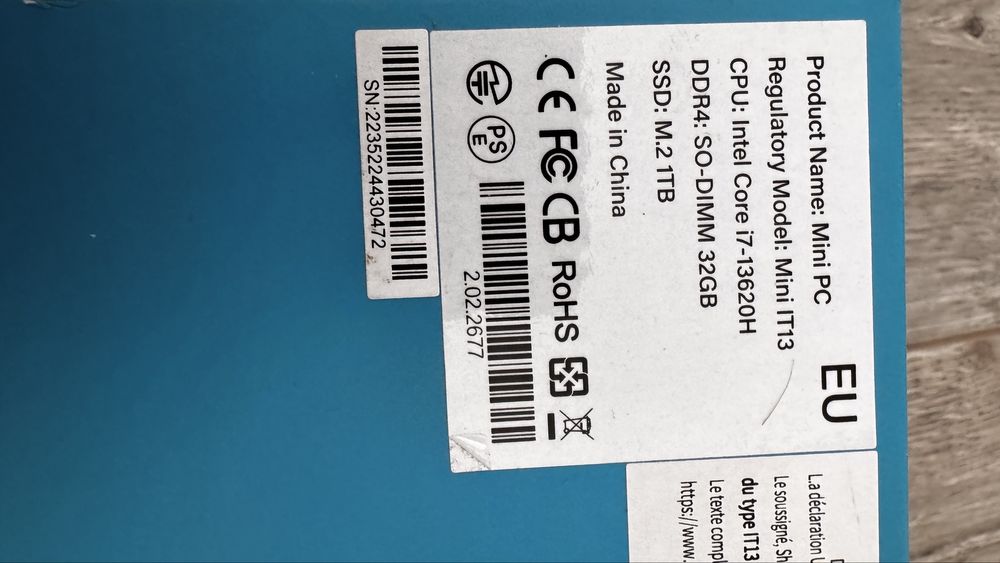 EU
Product Name: Mini PC
Regulatory Model: Mini IT13
CPU: Intel Core i7-13620H
DDR4: SO-DIMM 32GB
SSD: M.2 1TB
Made in China
CE FC CB RoHS
PS E
2.02.2677
SN:2235224430472
La déclaration U
Le soussigné, Sh
du type IT13
Le texte compl
https://www.